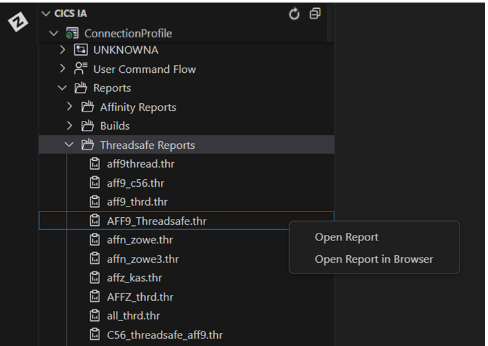 CICS IA
ConnectionProfile
UNKNOWNA
User Command Flow
Reports
Affinity Reports
Builds
Threadsafe Reports
aff9thread.thr
aff9_c56.thr
aff9_thrd.thr
AFF9_Threadsafe.thr
Open Report
affn_zowe.thr
Open Report in Browser
affn_zowe3.thr
affz_kas.thr
AFFZ_thrd.thr
all_thrd.thr
C56_threadsafe_aff9.thr